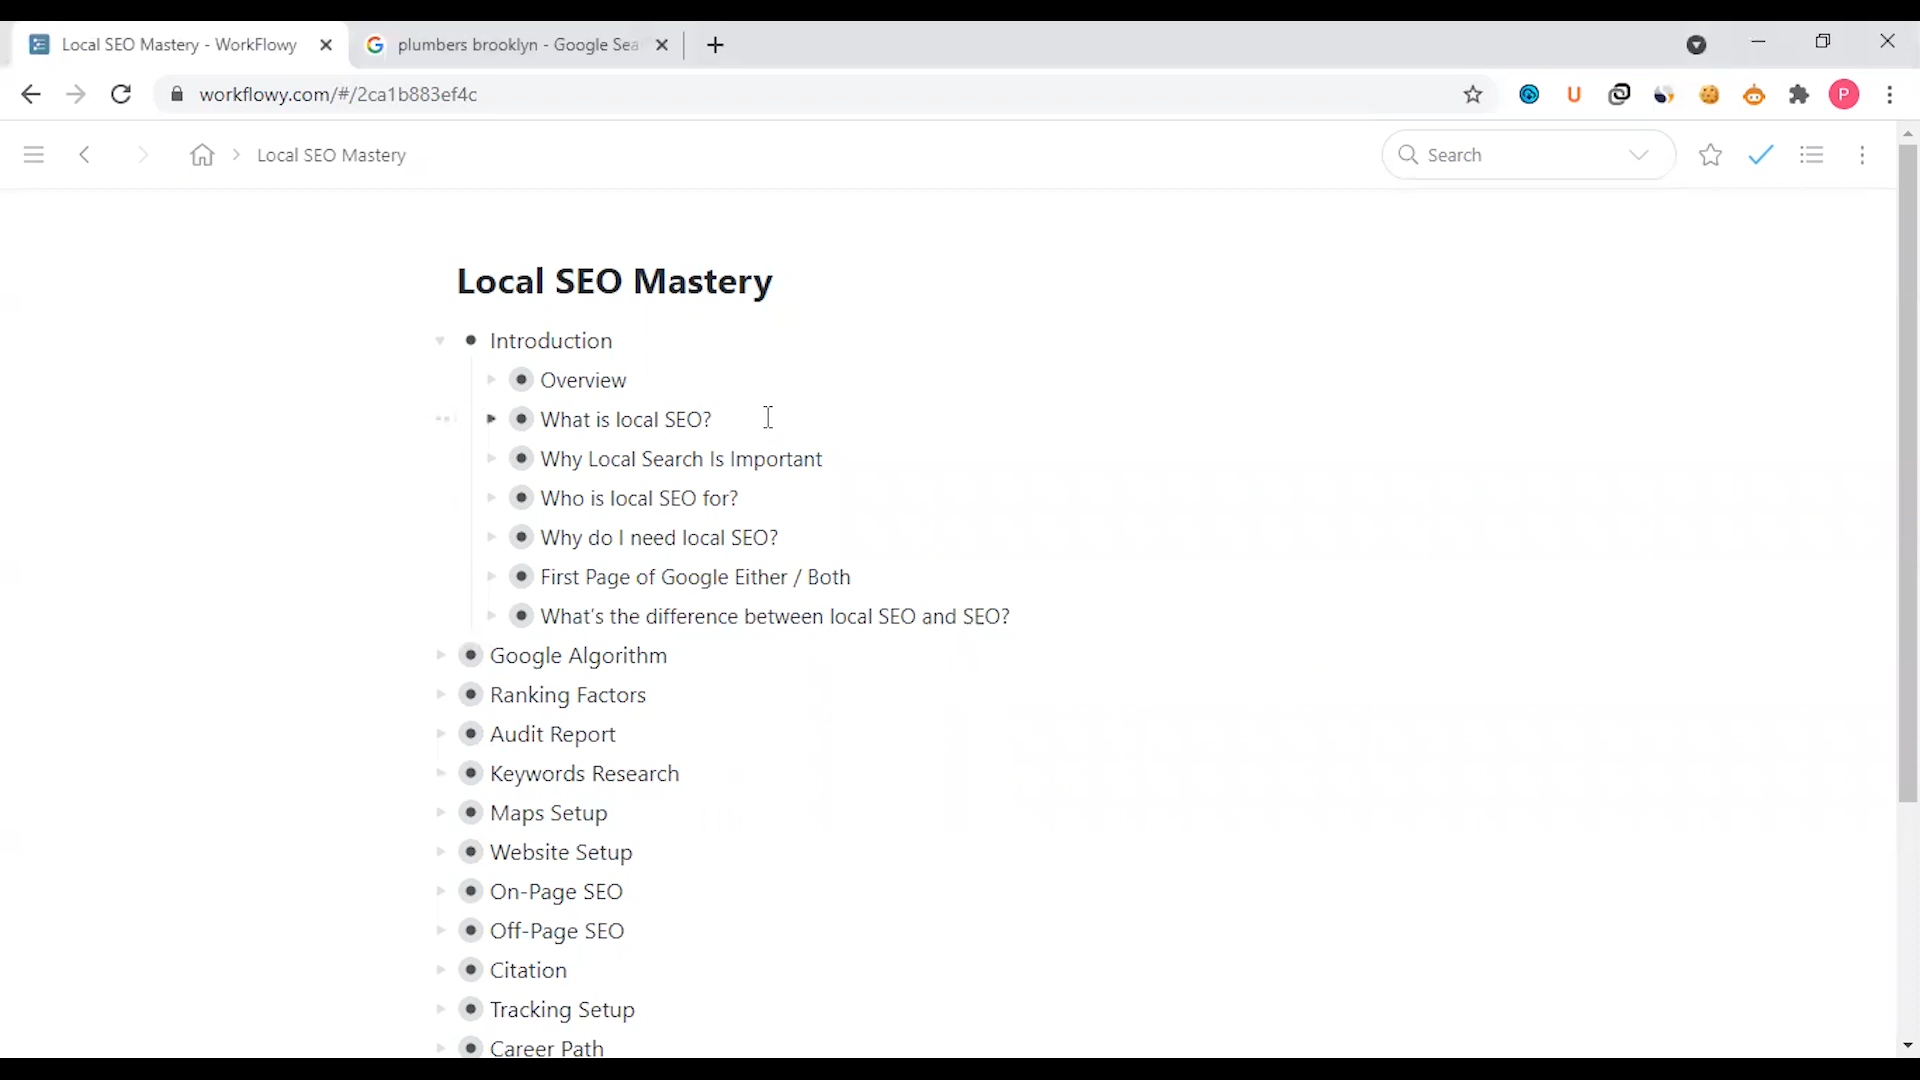 Local SEO Mastery - WorkFlowy
plumbers brooklyn - Google Sea
workflowy.com/#/2ca1b883ef4c
U
P
Local SEO Mastery
Search
Local SEO Mastery
Introduction
Overview
What is local SEO?
Why Local Search Is Important
Who is local SEO for?
Why do I need local SEO?
First Page of Google Either / Both
What's the difference between local SEO and SEO?
Google Algorithm
Ranking Factors
Audit Report
Keywords Research
Maps Setup
Website Setup
On-Page SEO
Off-Page SEO
Citation
Tracking Setup
Career Path